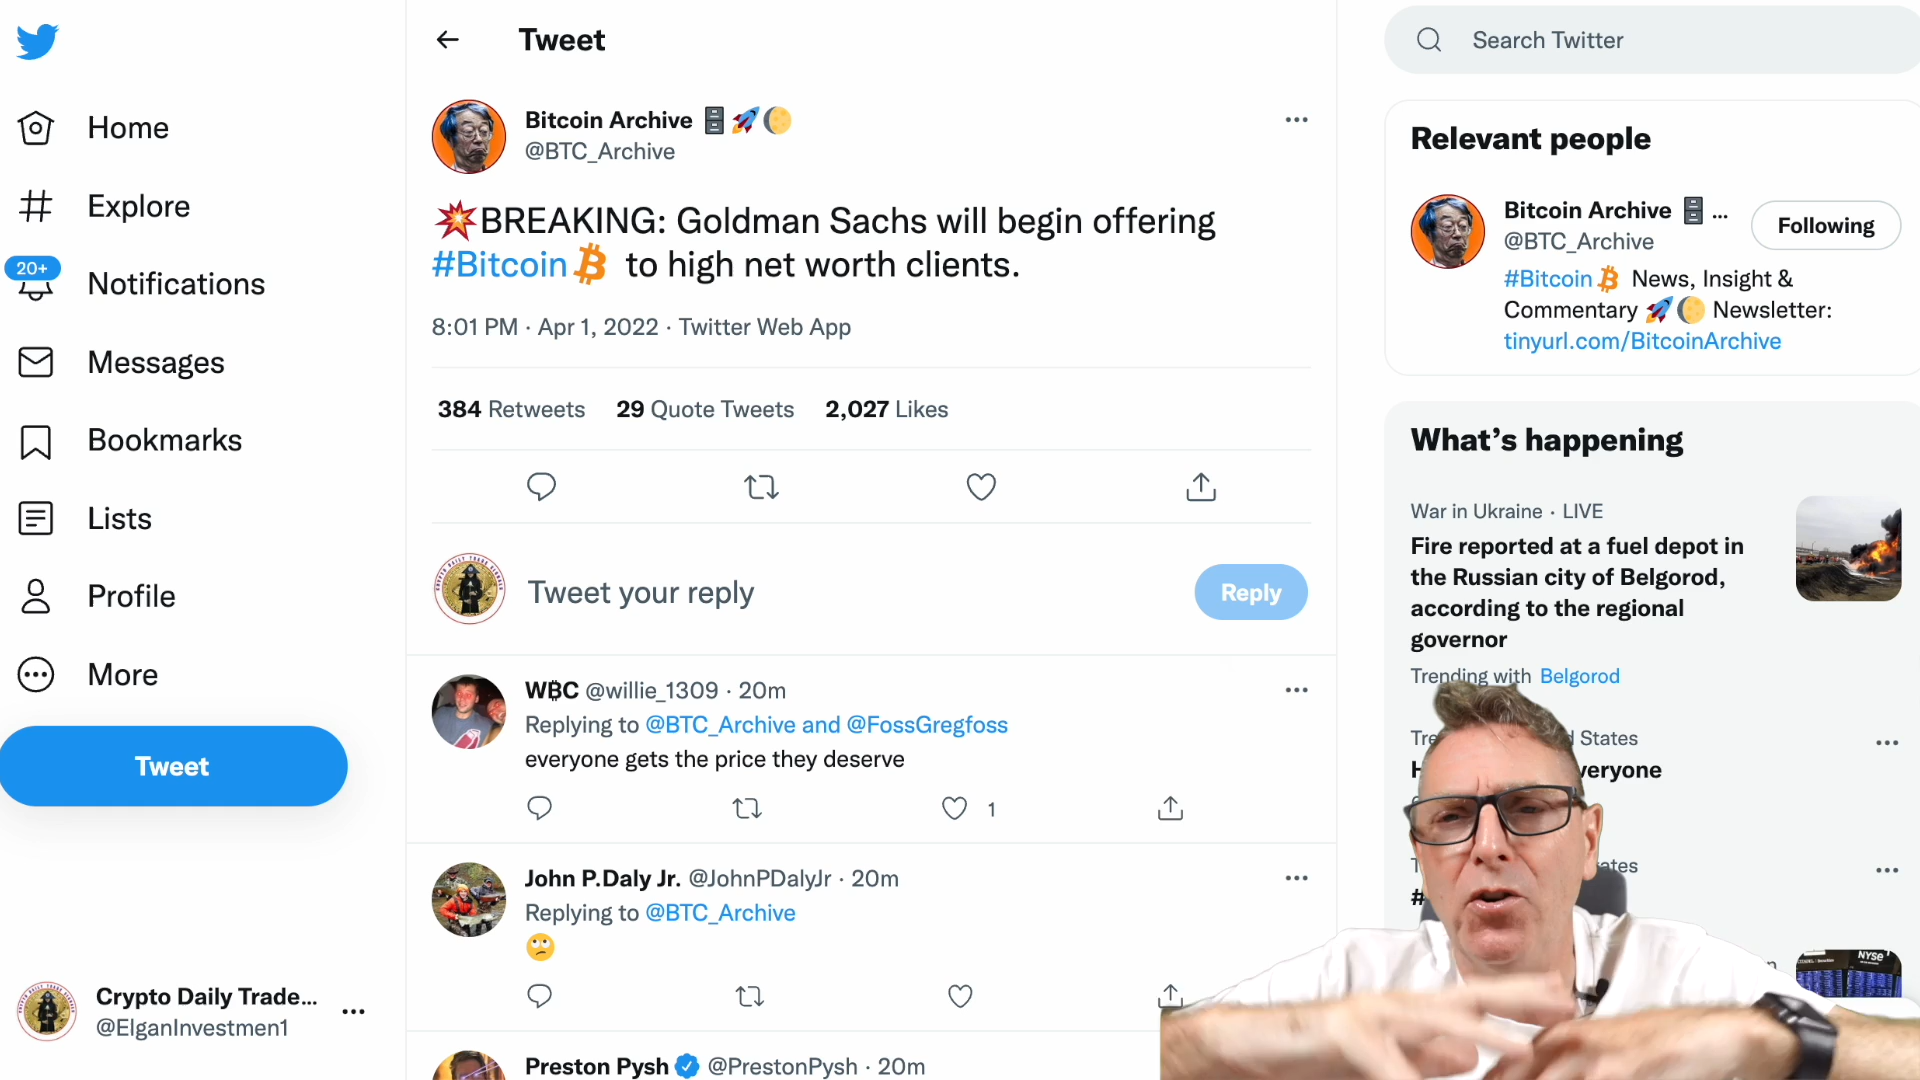 Tweet
Search Twitter
Home
Explore
20+
Notifications
Messages
Bookmarks
Lists
Profile
More
Tweet
Crypto Daily Trade...
@ElganInvestmen1
Bitcoin Archive 🗄🚀🌖
@BTC_Archive
💥BREAKING: Goldman Sachs will begin offering
#Bitcoin to high net worth clients.
8:01 PM · Apr 1, 2022 · Twitter Web App
384 Retweets 29 Quote Tweets 2,027 Likes
Tweet your reply
Reply
W₿C @willie_1309 · 20m
Replying to @BTC_Archive and @FossGregfoss
everyone gets the price they deserve
1
John P.Daly Jr. @JohnPDalyJr · 20m
Replying to @BTC_Archive
🙄
Preston Pysh @PrestonPysh · 20m
Relevant people
Bitcoin Archive 🗄 ...
@BTC_Archive
Following
#Bitcoin News, Insight &
Commentary 🚀🌖 Newsletter:
tinyurl.com/BitcoinArchive
What's happening
War in Ukraine · LIVE
Fire reported at a fuel depot in
the Russian city of Belgorod,
according to the regional
governor
Trending with Belgorod
States
everyone
NYSE